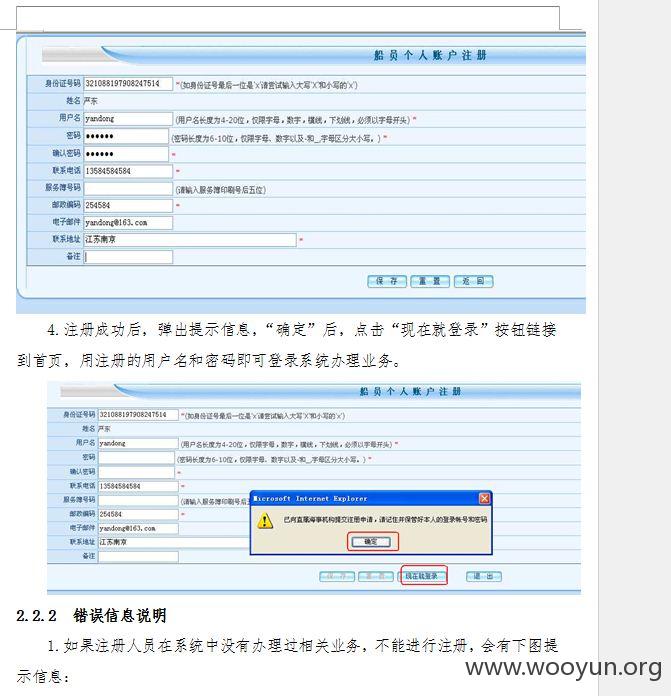 船员个人账户注册
身份证号码 321088197908247514 *(如身份证号最后一位是'x'请尝试输入大写'X'和小写的'x')
姓名 严东
用户名 yandong (用户名长度为4-20位，仅限字母，数字，横线，下划线，必须以字母开头) *
密码 ●●●●●● (密码长度为6-10位，仅限字母、数字以及-和_,字母区分大小写。) *
确认密码 ●●●●●● *
联系电话 13584584584 *
服务簿号码 (请输入服务簿印刷号后五位)
邮政编码 254584 *
电子邮件 yandong@163.com
联系地址 江苏南京 *
备注
保 存 重 置 返 回
4.注册成功后，弹出提示信息，“确定”后，点击“现在就登录”按钮链接
到首页，用注册的用户名和密码即可登录系统办理业务。
船员个人账户注册
身份证号码 321088197908247514 *(如身份证号最后一位是'x'请尝试输入大写'X'和小写的'x')
姓名 严东
用户名 yandong (用户名长度为4-20位，仅限字母，数字，横线，下划线，必须以字母开头) *
密码 (密码长度为6-10位，仅限字母、数字以及-和_,字母区分大小写。) *
确认密码 *
联系电话 13584584584 *
服务簿号码 (请输入服务簿印刷号后五
邮政编码 254584 *
电子邮件 yandong@163.com
联系地址 江苏南京
备注
Microsoft Internet Explorer
已向直属海事机构提交注册申请，请记住并保管好本人的登录帐号和密码
确定
保 存 重 置 现在就登录 退 出
2.2.2 错误信息说明
1.如果注册人员在系统中没有办理过相关业务，不能进行注册，会有下图提
示信息：
www.wooyun.org